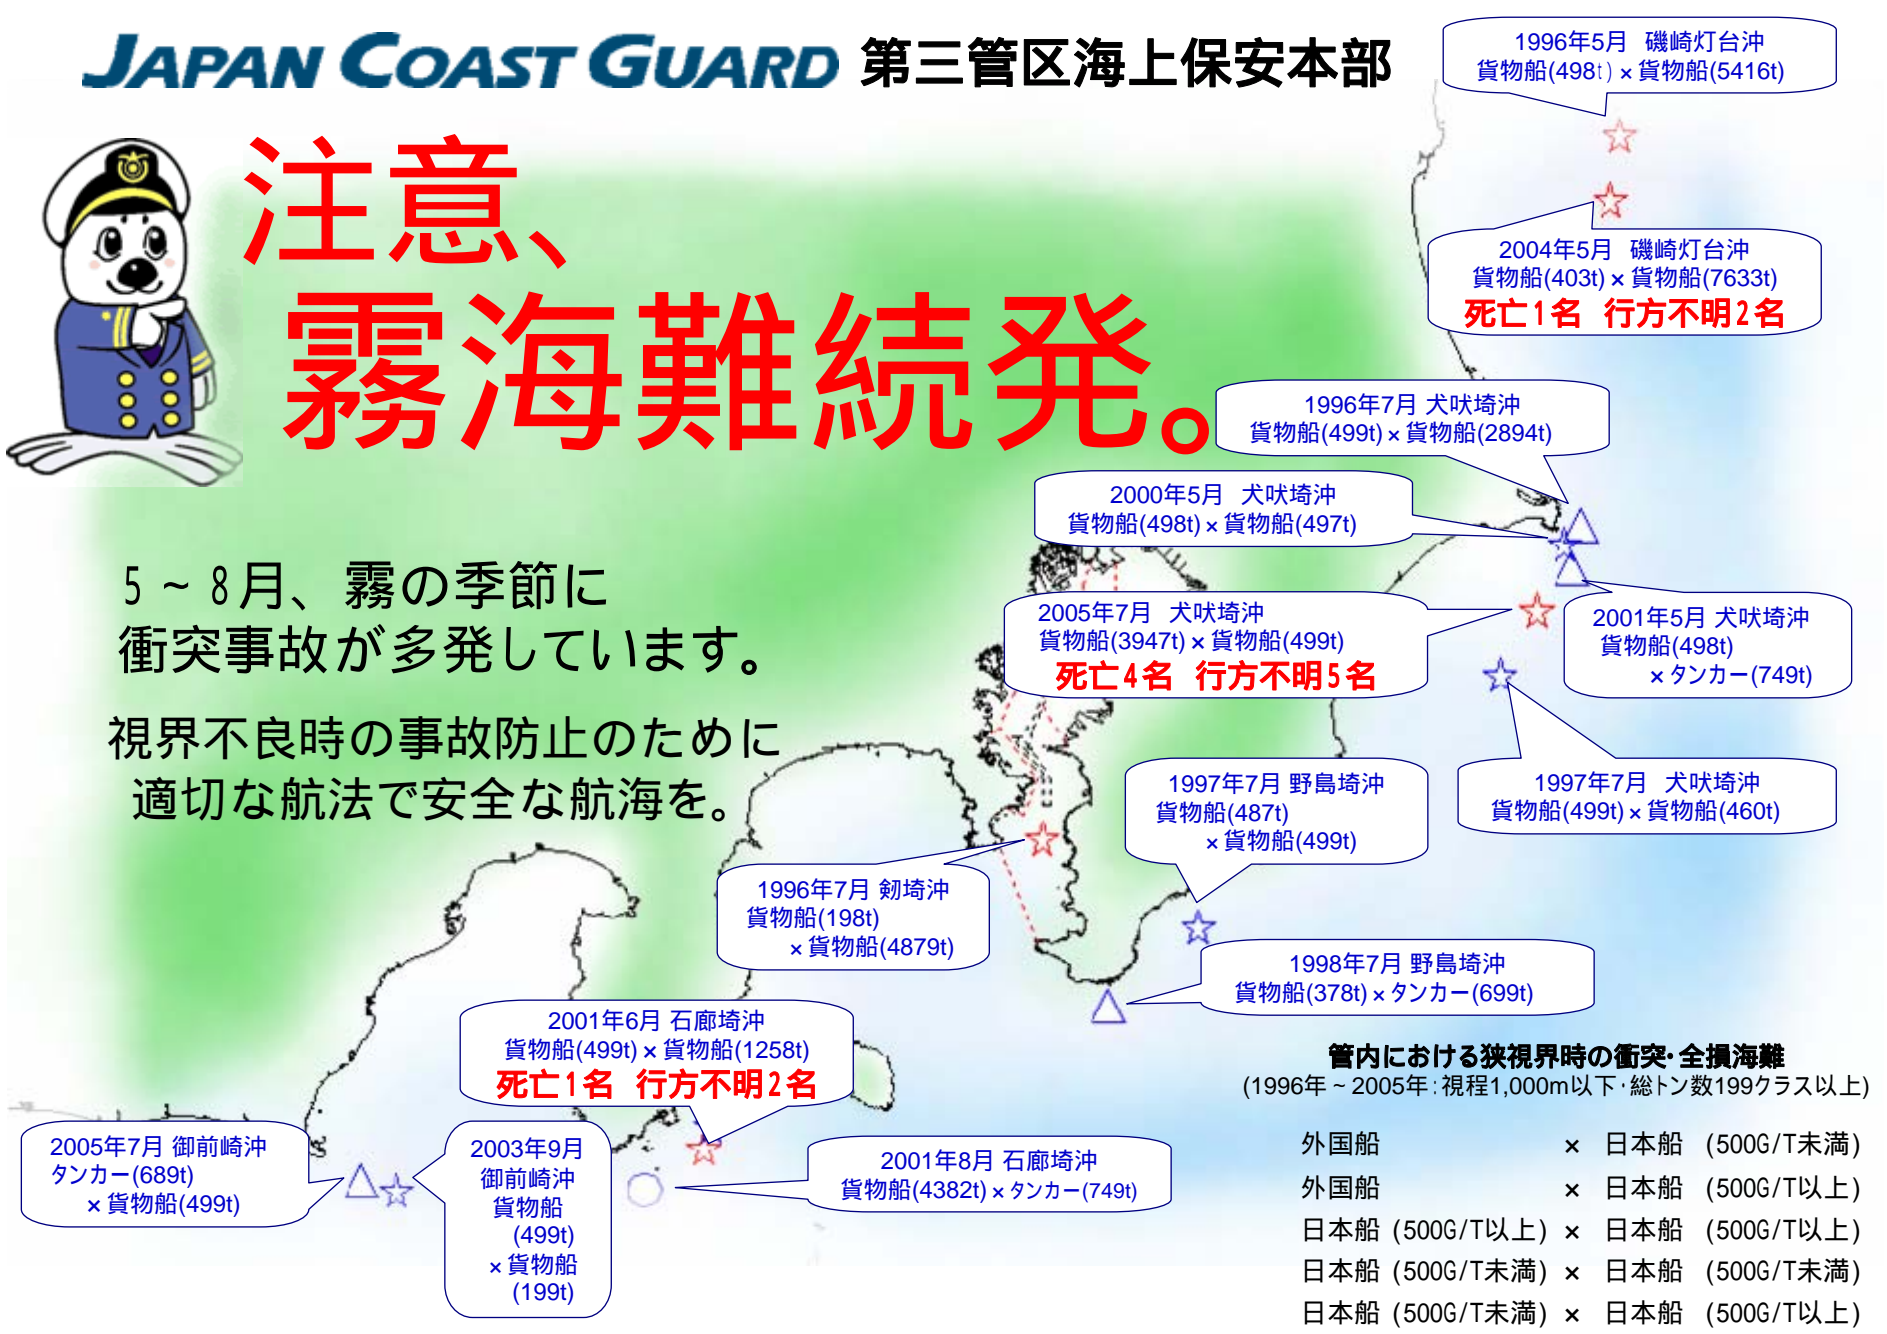 JAPAN COAST GUARD 第三管区海上保安本部
注意、
霧海難続発。
5～8月、霧の季節に
衝突事故が多発しています。
視界不良時の事故防止のために
適切な航法で安全な航海を。
1996年5月 磯崎灯台沖
貨物船(498t)×貨物船(5416t)
2004年5月 磯崎灯台沖
貨物船(403t)×貨物船(7633t)
死亡1名 行方不明2名
1996年7月 犬吠埼沖
貨物船(499t)×貨物船(2894t)
2000年5月 犬吠埼沖
貨物船(498t)×貨物船(497t)
2005年7月 犬吠埼沖
貨物船(3947t)×貨物船(499t)
死亡4名 行方不明5名
2001年5月 犬吠埼沖
貨物船(498t)
×タンカー(749t)
1997年7月 野島埼沖
貨物船(487t)
×貨物船(499t)
1997年7月 犬吠埼沖
貨物船(499t)×貨物船(460t)
1996年7月 剱埼沖
貨物船(198t)
×貨物船(4879t)
1998年7月 野島埼沖
貨物船(378t)×タンカー(699t)
2001年6月 石廊埼沖
貨物船(499t)×貨物船(1258t)
死亡1名 行方不明2名
2005年7月 御前崎沖
タンカー(689t)
×貨物船(499t)
2003年9月
御前崎沖
貨物船
(499t)
×貨物船
(199t)
2001年8月 石廊埼沖
貨物船(4382t)×タンカー(749t)
管内における狭視界時の衝突・全損海難
(1996年～2005年:視程1,000m以下・総トン数199クラス以上)
外国船 × 日本船 (500G/T未満)
外国船 × 日本船 (500G/T以上)
日本船 (500G/T以上) × 日本船 (500G/T以上)
日本船 (500G/T未満) × 日本船 (500G/T未満)
日本船 (500G/T未満) × 日本船 (500G/T以上)